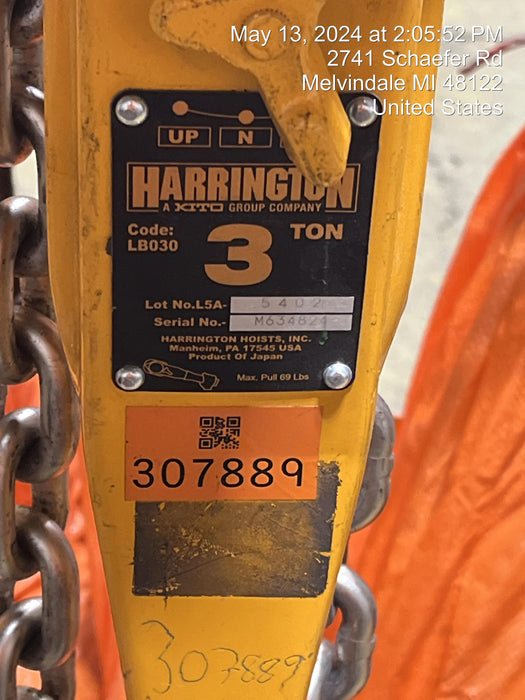 May 13, 2024 at 2:05:52 PM
2741 Schaefer Rd
Melvindale MI 48122
United States
UP N
HARRINGTON
A KITO GROUP COMPANY
Code:
LB030
3 TON
Lot No.L5A- 5402
Serial No.-
HARRINGTON HOISTS, INC.
Manheim, PA 17545 USA
Product Of Japan
Max. Pull 69 Lbs
307889
307889